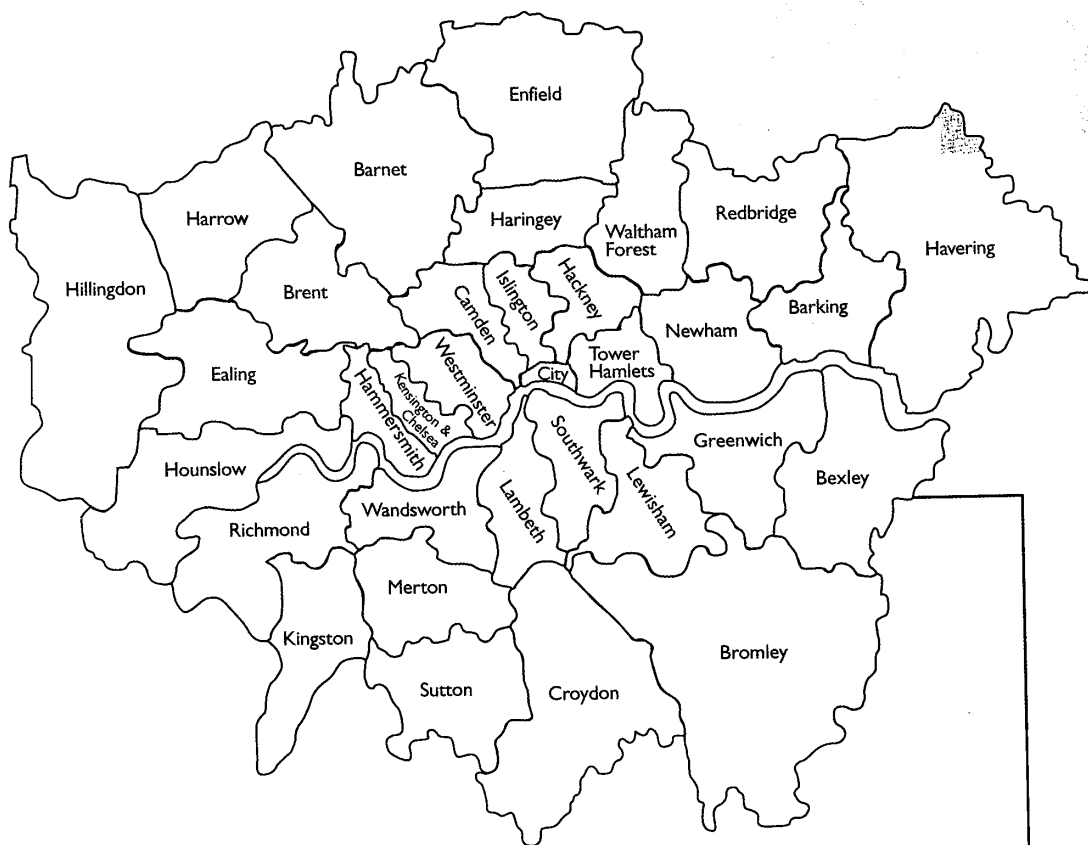 Enfield
Barnet
Harrow
Haringey
Waltham
Forest
Redbridge
Havering
Hillingdon
Brent
Camden
Islington
Hackney
Newham
Barking
Ealing
Hammersmith
Kensington &
Chelsea
Westminster
City
Tower
Hamlets
Hounslow
Richmond
Wandsworth
Lambeth
Southwark
Lewisham
Greenwich
Bexley
Kingston
Merton
Sutton
Croydon
Bromley